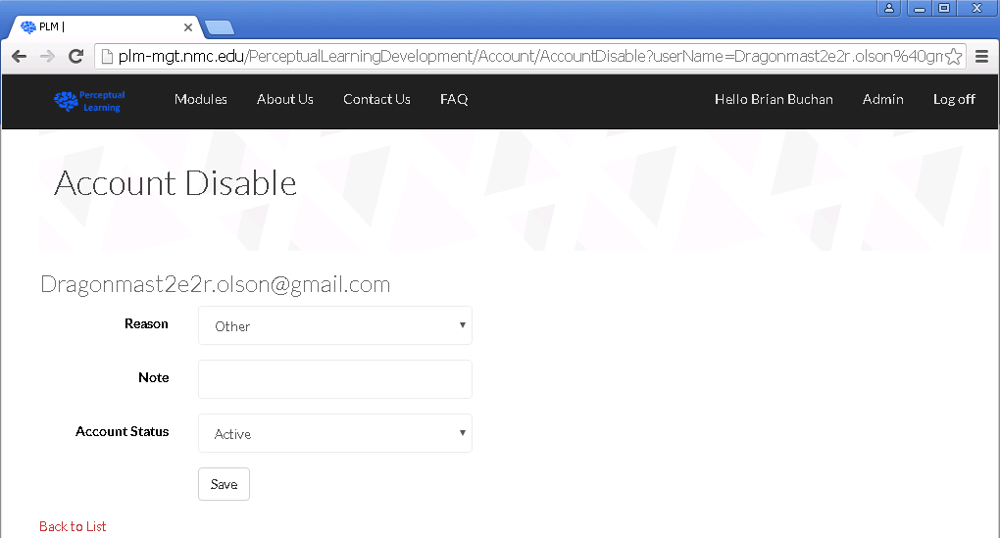 PLM |
plm-mgt.nmc.edu/PerceptualLearningDevelopment/Account/AccountDisable?userName=Dragonmast2e2r.olson%40gm
Perceptual Learning Modules About Us Contact Us FAQ Hello Brian Buchan Admin Log off
Account Disable
Dragonmast2e2r.olson@gmail.com
Reason Other
Note
Account Status Active
Save
Back to List